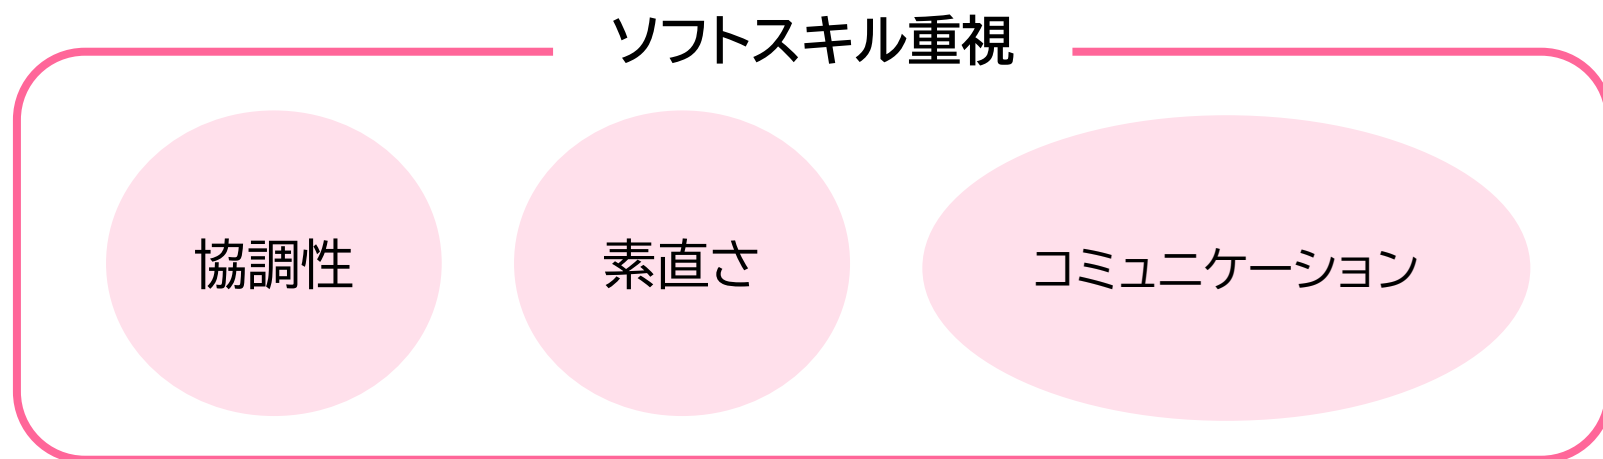 ソフトスキル重視
協調性
素直さ
コミュニケーション